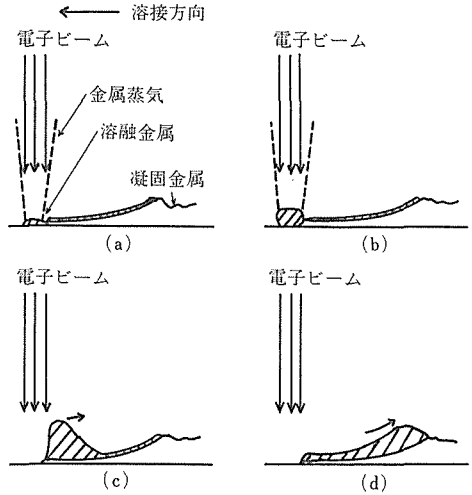 溶接方向
電子ビーム
電子ビーム
金属蒸気
溶融金属
凝固金属
(a)
(b)
電子ビーム
電子ビーム
(c)
(d)